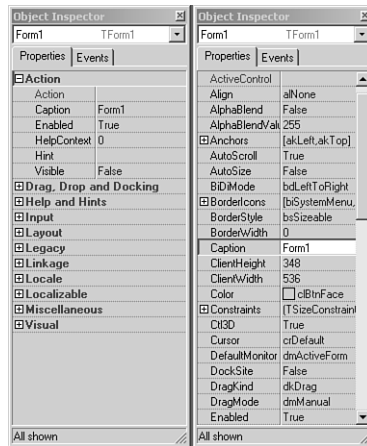 Object Inspector
Form1 TForm1
Properties Events
Action
Action
Caption Form1
Enabled True
HelpContext 0
Hint
Visible False
Drag, Drop and Docking
Help and Hints
Input
Layout
Legacy
Linkage
Locale
Localizable
Miscellaneous
Visual
All shown
Object Inspector
Form1 TForm1
Properties Events
ActiveControl
Align alNone
AlphaBlend False
AlphaBlendValu 255
Anchors [akLeft,akTop]
AutoScroll True
AutoSize False
BiDiMode bdLeftToRight
BorderIcons [biSystemMenu,
BorderStyle bsSizeable
BorderWidth 0
Caption Form1
ClientHeight 348
ClientWidth 536
Color clBtnFace
Constraints (TSizeConstraint
Ctl3D True
Cursor crDefault
DefaultMonitor dmActiveForm
DockSite False
DragKind dkDrag
DragMode dmManual
Enabled True
All shown